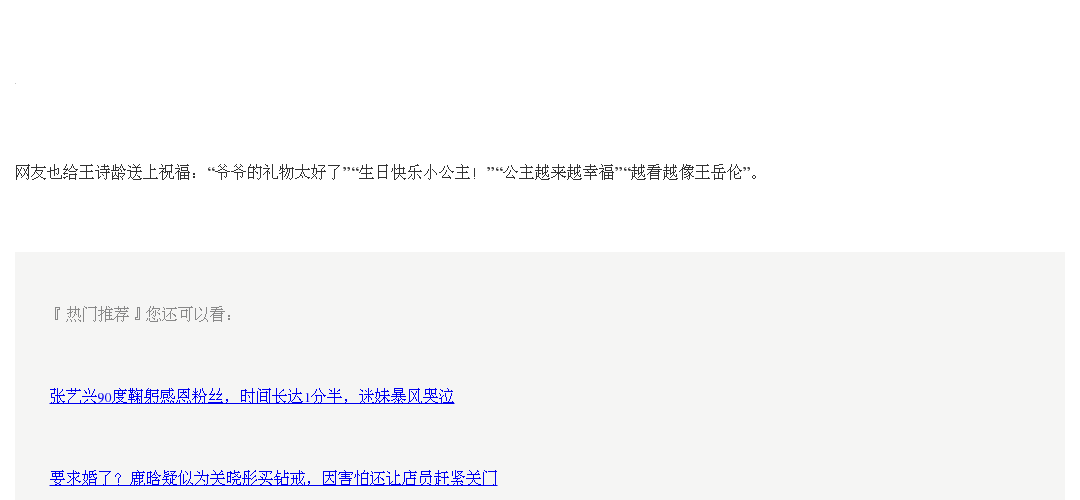 网友也给王诗龄送上祝福：“爷爷的礼物太好了”“生日快乐小公主！”“公主越来越幸福”“越看越像王岳伦”。
『热门推荐』您还可以看：
张艺兴90度鞠躬感恩粉丝，时间长达1分半，迷妹暴风哭泣
要求婚了？鹿晗疑似为关晓彤买钻戒，因害怕还让店员赶紧关门